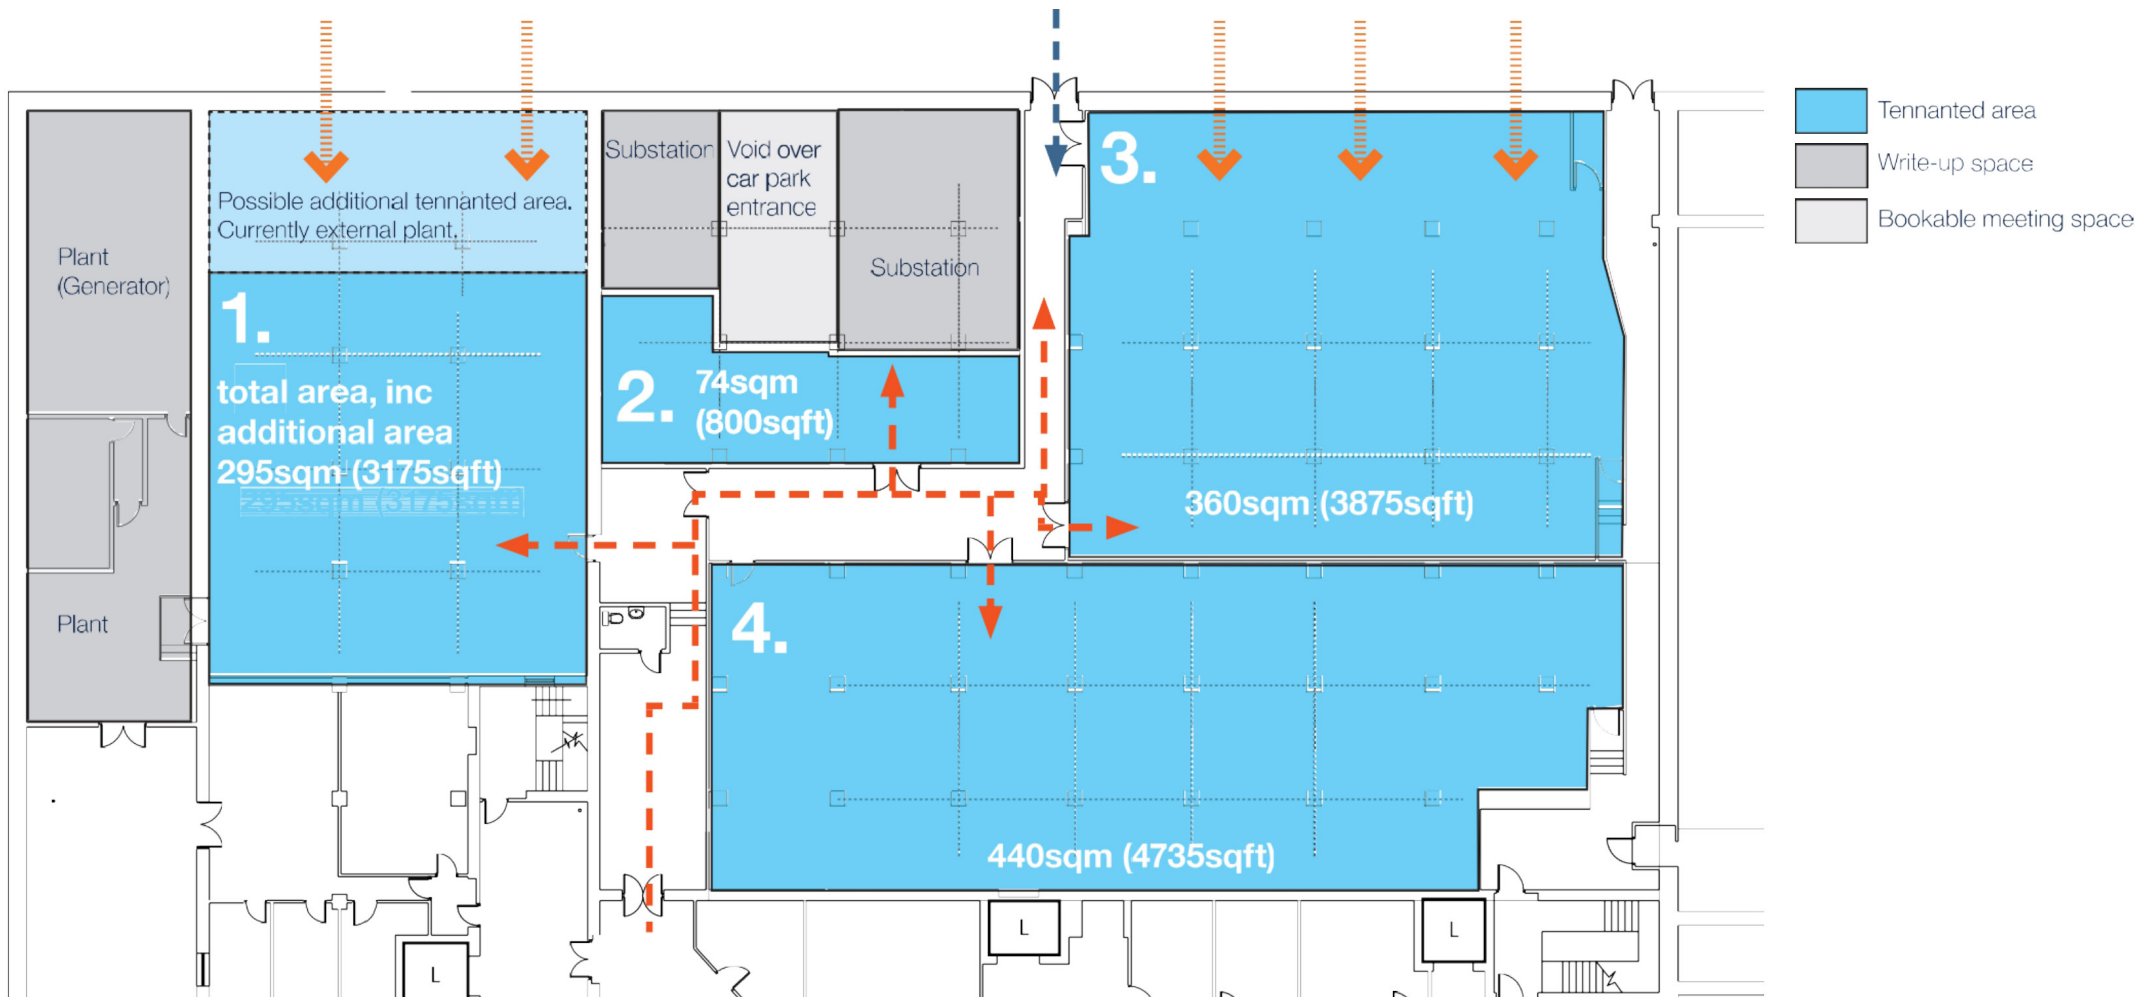 Substation
Void over
car park
entrance
3.
Possible additional tennanted area.
Currently external plant.
Plant
(Generator)
Substation
1.
total area, inc
additional area
295sqm (3175sqft)
295sqm (3175sqft)
2.
74sqm
(800sqft)
360sqm (3875sqft)
Plant
4.
440sqm (4735sqft)
L
L
L
Tennanted area
Write-up space
Bookable meeting space